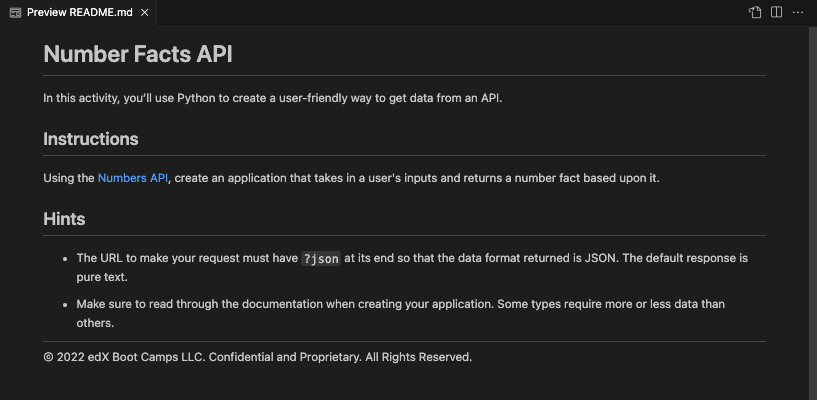 Preview README.md
Number Facts API
In this activity, you’ll use Python to create a user-friendly way to get data from an API.
Instructions
Using the Numbers API, create an application that takes in a user's inputs and returns a number fact based upon it.
Hints
• The URL to make your request must have ?json at its end so that the data format returned is JSON. The default response is
pure text.
• Make sure to read through the documentation when creating your application. Some types require more or less data than
others.
© 2022 edX Boot Camps LLC. Confidential and Proprietary. All Rights Reserved.